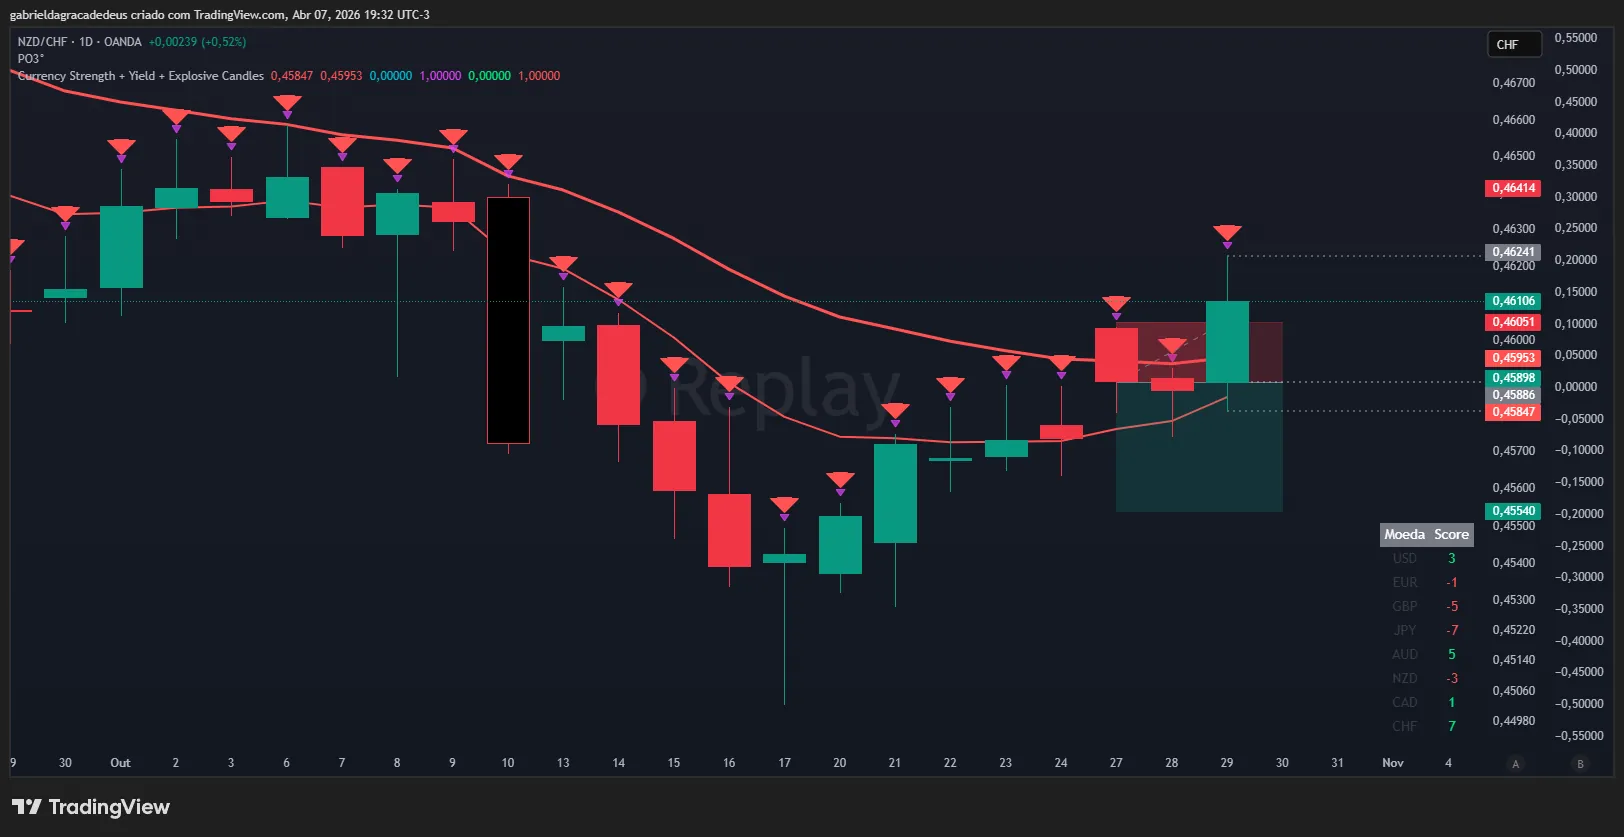 gabrieldagracadedeus criado com TradingView.com, Abr 07, 2026 19:32 UTC-3
NZD/CHF · 1D · OANDA +0,00239 (+0,52%)
PO3°
Currency Strength + Yield + Explosive Candles 0,45847 0,45953 0,00000 1,00000 0,00000 1,00000
CHF
0,46700
0,46600
0,46500
0,46414
0,46300
0,46241
0,46200
0,46106
0,46051
0,46000
0,45953
0,45898
0,45886
0,45847
0,45700
0,45600
0,45540
0,45500
0,45400
0,45300
0,45220
0,45140
0,45060
0,44980
0,55000
0,50000
0,45000
0,40000
0,35000
0,30000
0,25000
0,20000
0,15000
0,10000
0,05000
0,00000
−0,05000
−0,10000
−0,15000
−0,20000
−0,25000
−0,30000
−0,35000
−0,40000
−0,45000
−0,50000
−0,55000
Replay
Moeda Score
USD 3
EUR -1
GBP -5
JPY -7
AUD 5
NZD -3
CAD 1
CHF 7
9 30 Out 2 3 6 7 8 9 10 13 14 15 16 17 20 21 22 23 24 27 28 29 30 31 Nov 4 A B
TradingView